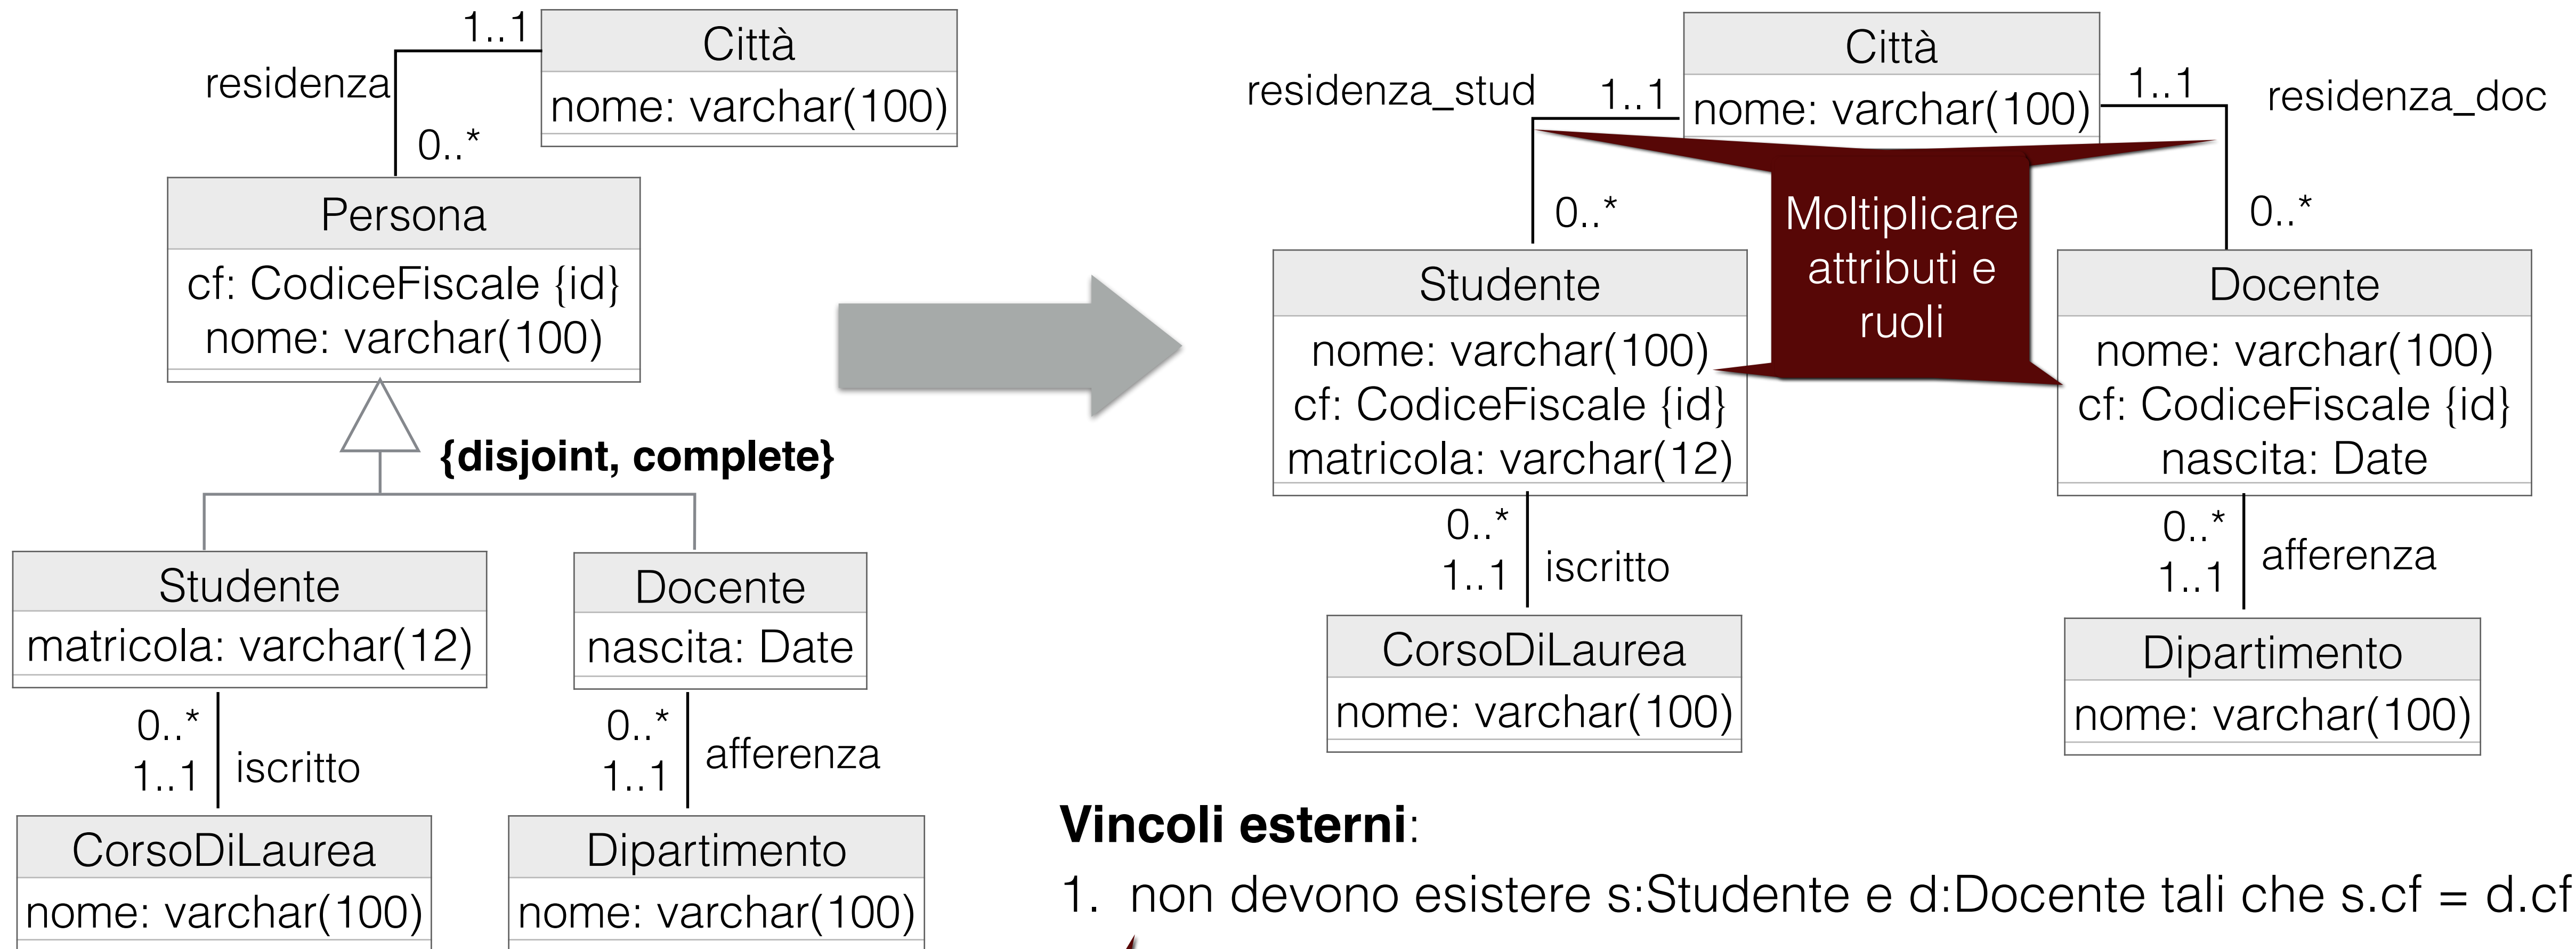 1..1
Città
residenza
nome: varchar(100)
0..*
Persona
cf: CodiceFiscale {id}
nome: varchar(100)
{disjoint, complete}
Studente
matricola: varchar(12)
Docente
nascita: Date
0..*
1..1
iscritto
0..*
1..1
afferenza
CorsoDiLaurea
nome: varchar(100)
Dipartimento
nome: varchar(100)
Città
nome: varchar(100)
residenza_stud
1..1
1..1
residenza_doc
0..*
0..*
Moltiplicare
attributi e
ruoli
Studente
nome: varchar(100)
cf: CodiceFiscale {id}
matricola: varchar(12)
Docente
nome: varchar(100)
cf: CodiceFiscale {id}
nascita: Date
0..*
1..1
iscritto
0..*
1..1
afferenza
CorsoDiLaurea
nome: varchar(100)
Dipartimento
nome: varchar(100)
Vincoli esterni:
1. non devono esistere s:Studente e d:Docente tali che s.cf = d.cf